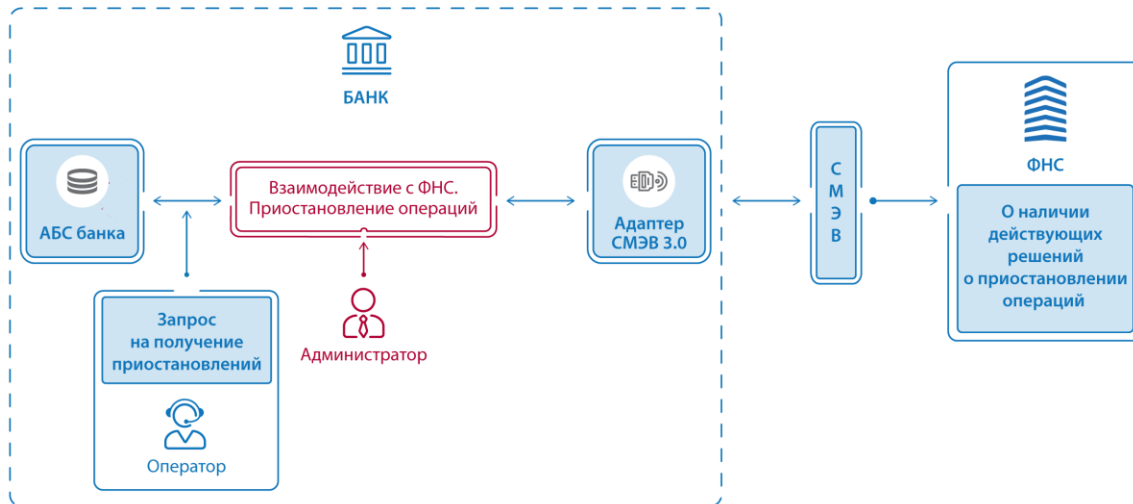 БАНК
АБС банка
Взаимодействие с ФНС.
Приостановление операций
Адаптер
СМЭВ 3.0
С
М
Э
В
ФНС
О наличии
действующих
решений
о приостановлении
операций
Запрос
на получение
приостановлений
Оператор
Администратор